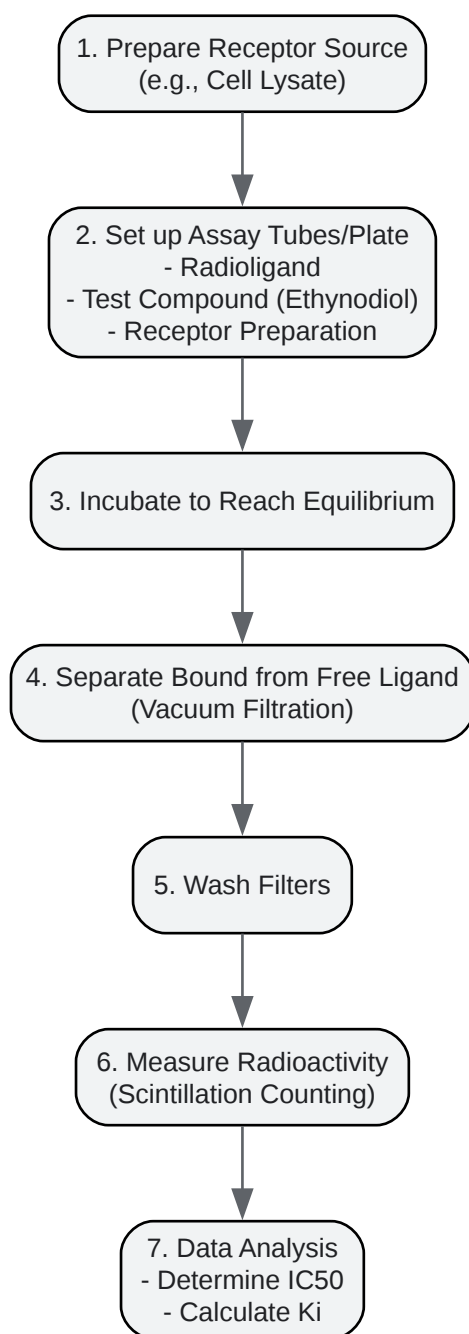 1. Prepare Receptor Source
(e.g., Cell Lysate)
2. Set up Assay Tubes/Plate
- Radioligand
- Test Compound (Ethynodiol)
- Receptor Preparation
3. Incubate to Reach Equilibrium
4. Separate Bound from Free Ligand
(Vacuum Filtration)
5. Wash Filters
6. Measure Radioactivity
(Scintillation Counting)
7. Data Analysis
- Determine IC50
- Calculate Ki